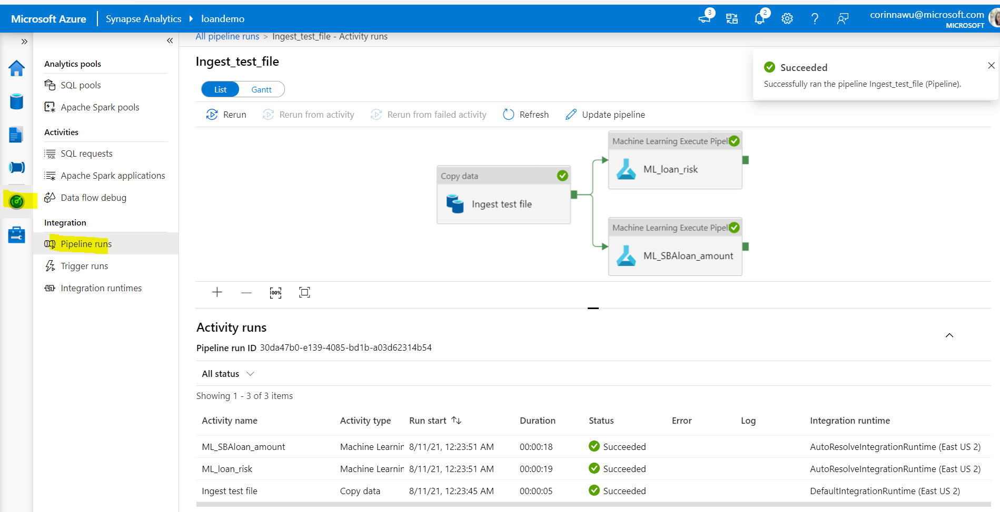 Microsoft Azure Synapse Analytics loandemo 3 2 corinnawu@microsoft.com
MICROSOFT
All pipeline runs > Ingest_test_file - Activity runs
Analytics pools
SQL pools
Apache Spark pools
Activities
SQL requests
Apache Spark applications
Data flow debug
Integration
Pipeline runs
Trigger runs
Integration runtimes
Ingest_test_file
List Gantt
Rerun Rerun from activity Rerun from failed activity Refresh Update pipeline
Succeeded
Successfully ran the pipeline Ingest_test_file (Pipeline).
Copy data
Ingest test file
Machine Learning Execute Pipel
ML_loan_risk
Machine Learning Execute Pipel
ML_SBAloan_amount
100%
Activity runs
Pipeline run ID 30da47b0-e139-4085-bd1b-a03d62314b54
All status
Showing 1 - 3 of 3 items
Activity name Activity type Run start Duration Status Error Log Integration runtime
ML_SBAloan_amount Machine Learnin 8/11/21, 12:23:51 AM 00:00:18 Succeeded AutoResolveIntegrationRuntime (East US 2)
ML_loan_risk Machine Learnin 8/11/21, 12:23:51 AM 00:00:19 Succeeded AutoResolveIntegrationRuntime (East US 2)
Ingest test file Copy data 8/11/21, 12:23:45 AM 00:00:05 Succeeded DefaultIntegrationRuntime (East US 2)